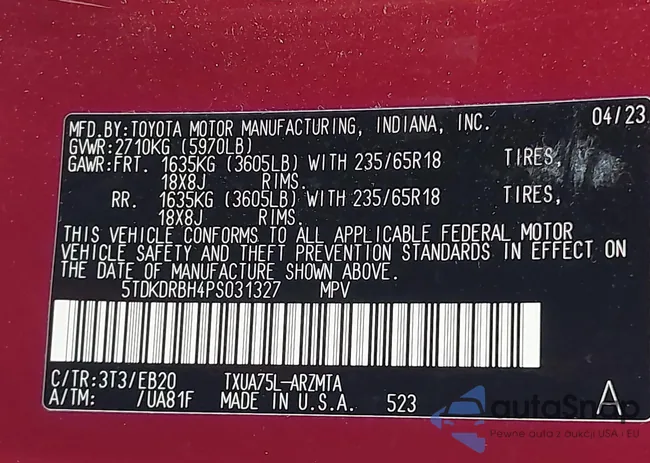 MFD.BY:TOYOTA MOTOR MANUFACTURING, INDIANA, INC. 04/23
GVWR:2710KG (5970LB)
GAWR:FRT. 1635KG (3605LB) WITH 235/65R18 TIRES,
18X8J RIMS.
RR. 1635KG (3605LB) WITH 235/65R18 TIRES,
18X8J RIMS.
THIS VEHICLE CONFORMS TO ALL APPLICABLE FEDERAL MOTOR
VEHICLE SAFETY AND THEFT PREVENTION STANDARDS IN EFFECT ON
THE DATE OF MANUFACTURE SHOWN ABOVE.
5TDKDRBH4PS031327 MPV
C/TR:3T3/EB20 TXUA75L-ARZMTA
A/TM: /UA81F MADE IN U.S.A. 523 A
autoSnap
Pewne auta z aukcji USA i EU